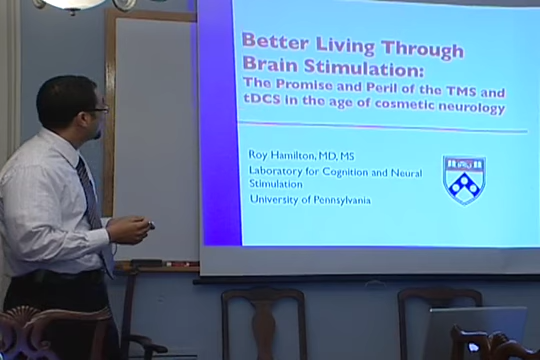 Better Living Through
Brain Stimulation:
The Promise and Peril of the TMS and
tDCS in the age of cosmetic neurology
Roy Hamilton, MD, MS
Laboratory for Cognition and Neural
Stimulation
University of Pennsylvania